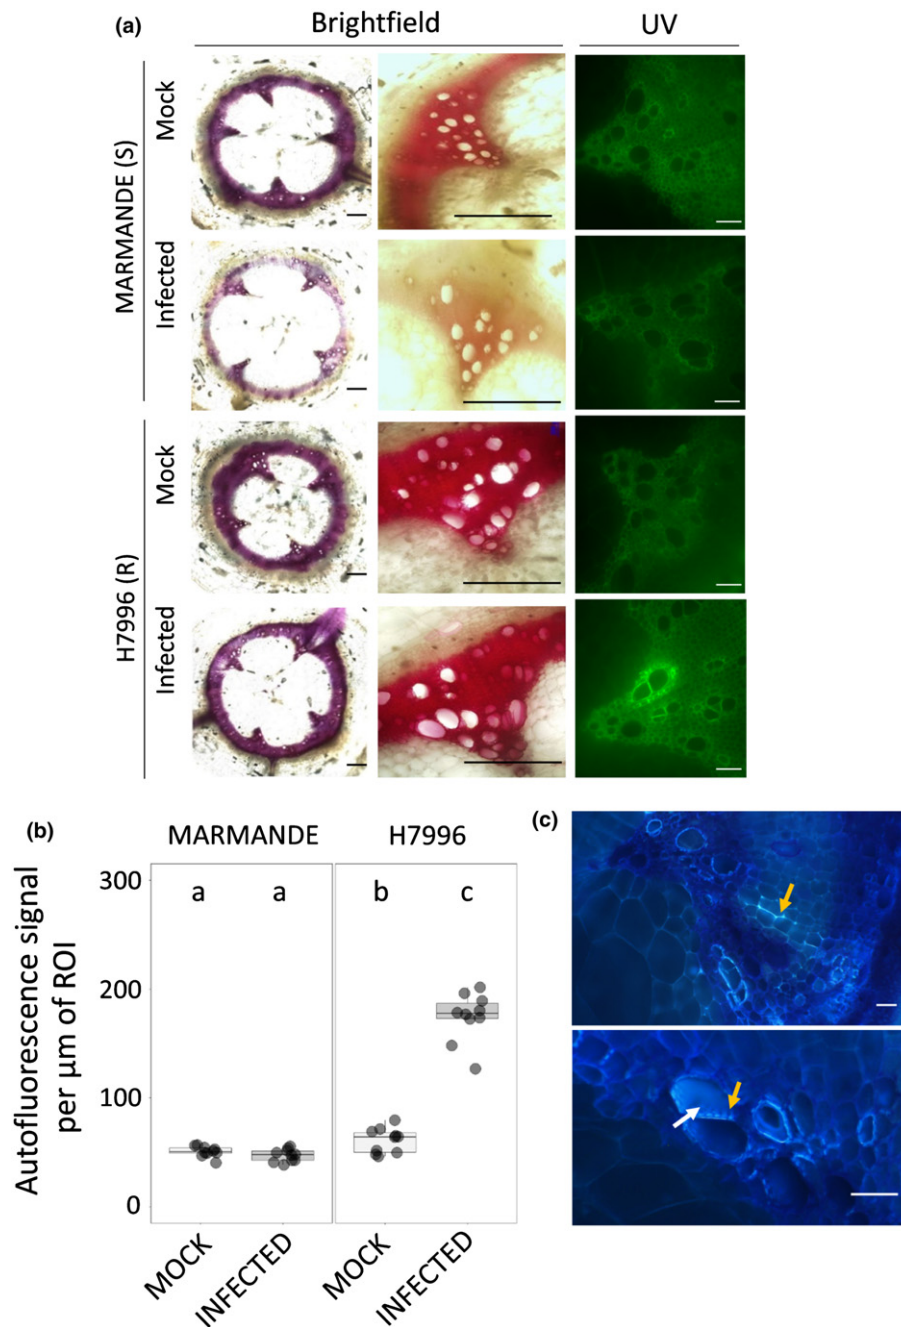 (a)
Brightfield
UV
MARMANDE (S)
Mock
Infected
H7996 (R)
Mock
Infected
(b)
MARMANDE
H7996
Autofluorescence signal
per µm of ROI
300
200
100
0
a
a
b
c
MOCK
INFECTED
MOCK
INFECTED
(c)